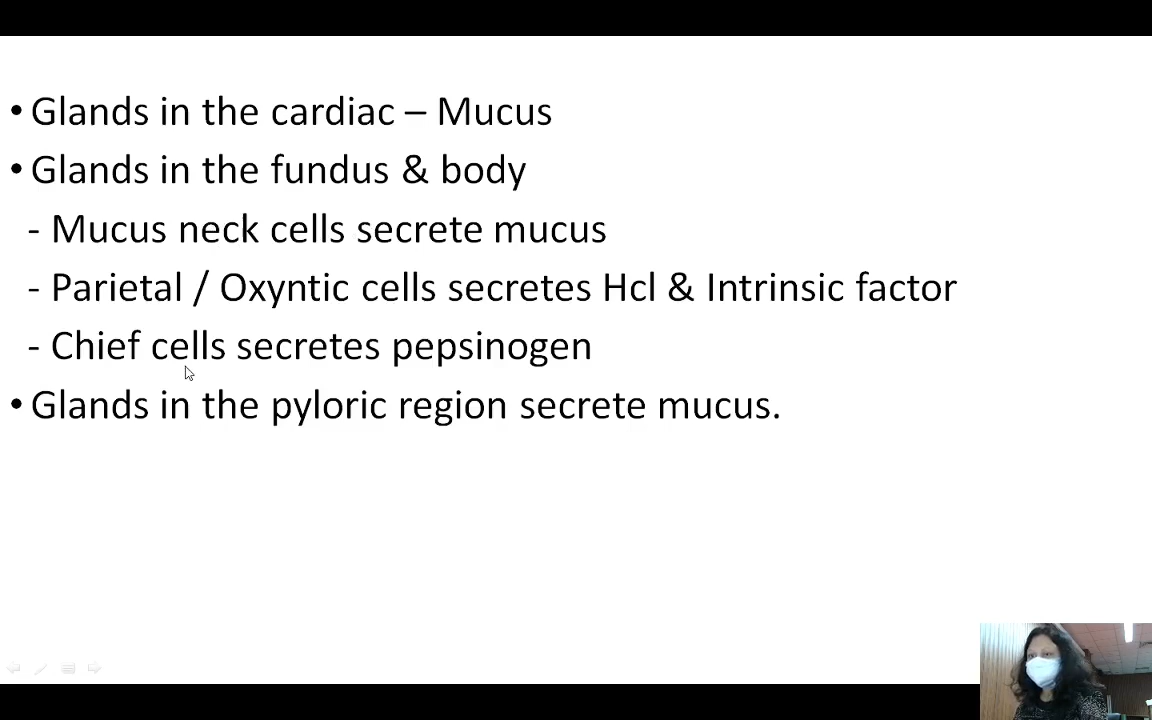 • Glands in the cardiac – Mucus
• Glands in the fundus & body
- Mucus neck cells secrete mucus
- Parietal / Oxyntic cells secretes Hcl & Intrinsic factor
- Chief cells secretes pepsinogen
• Glands in the pyloric region secrete mucus.